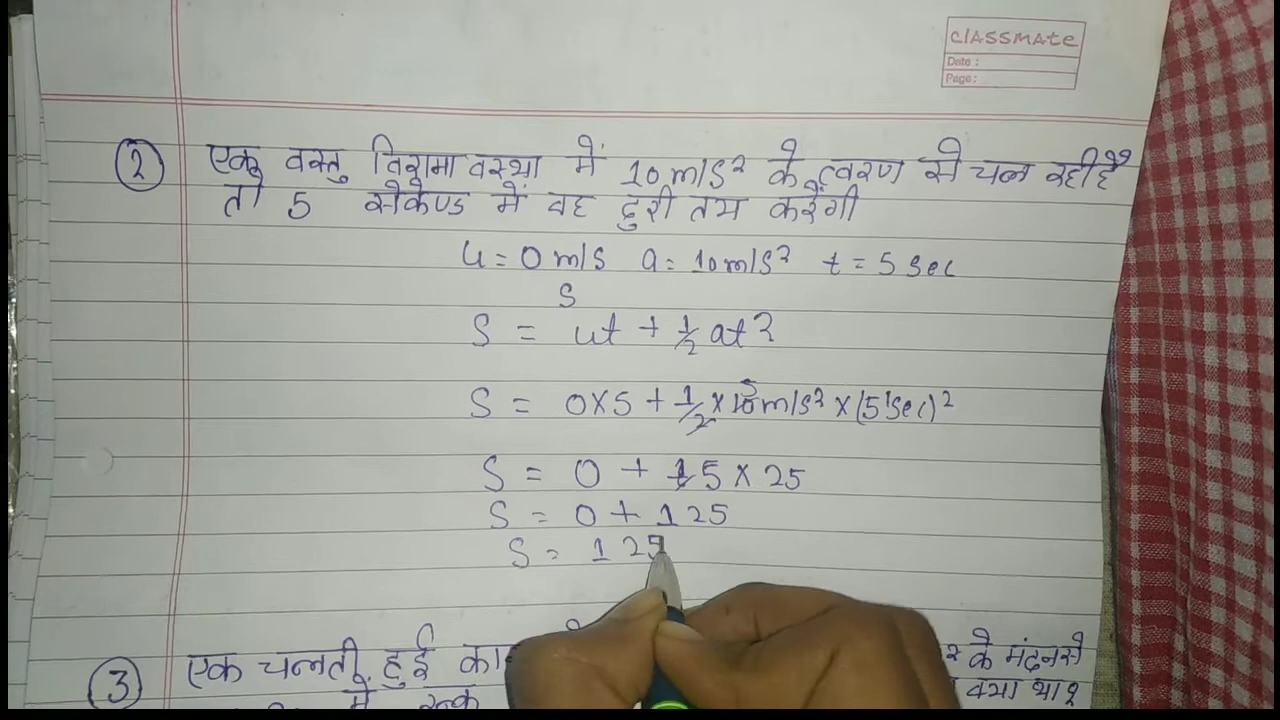 CLASSMATE
Date :
Page :
② एक वस्तु विरामावस्था में 10 m/s² के त्वरण से चल रही है
तो 5 सेकेण्ड में वह दुरी तय करेंगी
u = 0 m/s a = 10 m/s² t = 5 sec
S
S = ut + 1/2 at²
S = 0×5 + 1/2 × 10 m/s² × (5 sec)²
S = 0 + 5 × 25
S = 0 + 125
S = 125
③ एक चलती हुई का के मंदन से
में रूक क्या था?